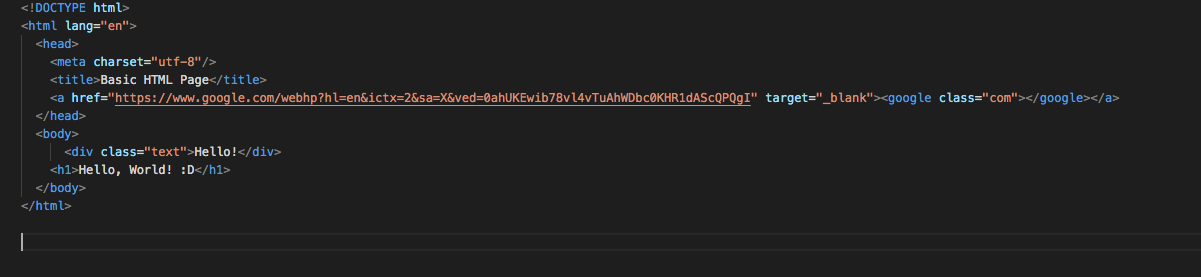 <!DOCTYPE html>
<html lang="en">
<head>
<meta charset="utf-8"/>
<title>Basic HTML Page</title>
<a href="https://www.google.com/webhp?hl=en&ictx=2&sa=X&ved=0ahUKEwib78vl4vTuAhWDbc0KHR1dAScQPQgI" target="_blank"><google class="com"></google></a>
</head>
<body>
<div class="text">Hello!</div>
<h1>Hello, World! :D</h1>
</body>
</html>